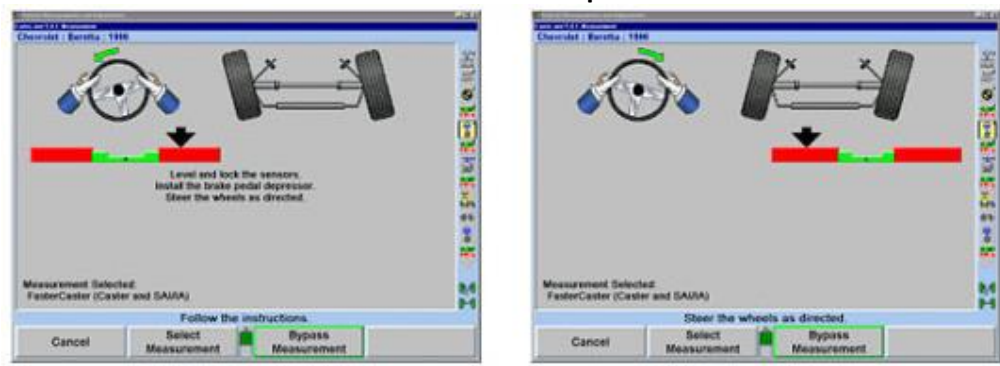 Chevrolet : Beretta : 1996
Level and lock the sensors.
Install the brake pedal depressor.
Steer the wheels as directed.
Measurement Selected:
FasterCaster (Caster and SAI/IA)
Follow the instructions.
Cancel
Select
Measurement
Bypass
Measurement
Chevrolet : Beretta : 1996
Measurement Selected:
FasterCaster (Caster and SAI/IA)
Steer the wheels as directed.
Cancel
Select
Measurement
Bypass
Measurement